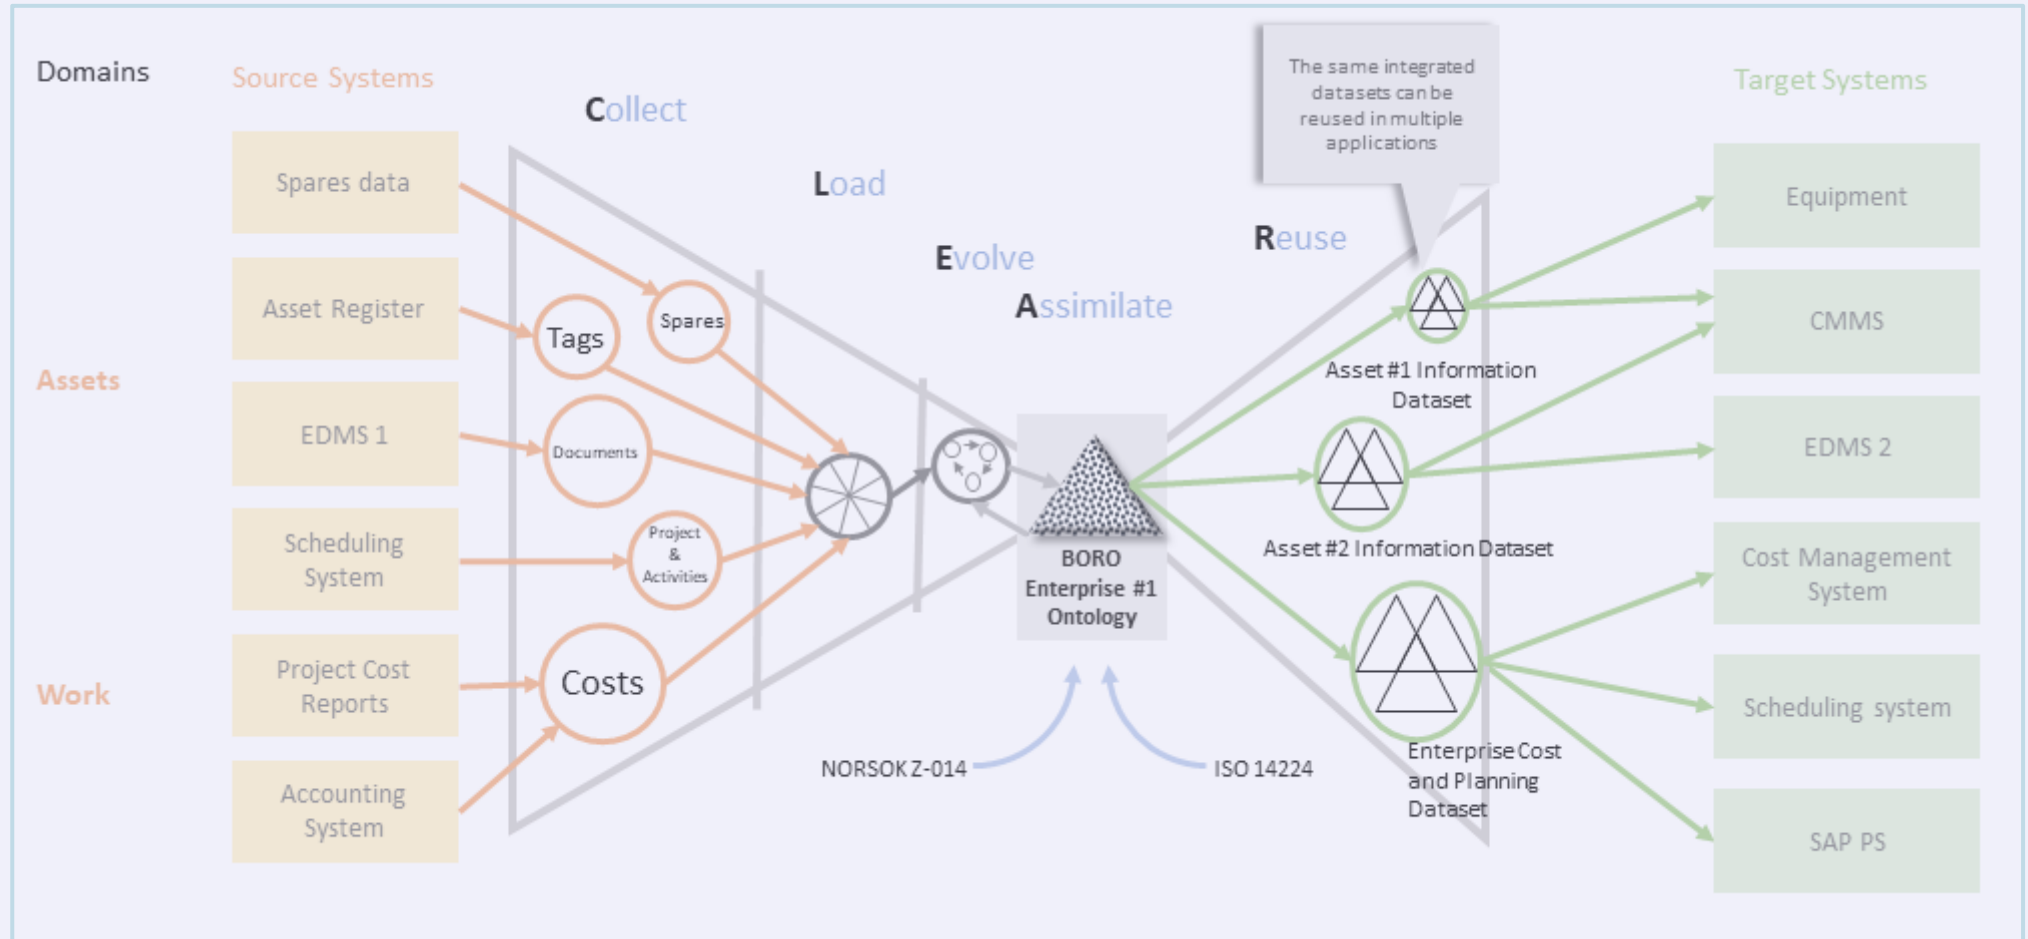 Domains
Source Systems
Collect
Load
Evolve
Assimilate
Reuse
The same integrated
datasets can be
reused in multiple
applications
Target Systems
Assets
Work
Spares data
Asset Register
EDMS 1
Scheduling
System
Project Cost
Reports
Accounting
System
Tags
Spares
Documents
Project
&
Activities
Costs
BORO
Enterprise #1
Ontology
NORSOK Z-014
ISO 14224
Asset #1 Information
Dataset
Asset #2 Information Dataset
Enterprise Cost
and Planning
Dataset
Equipment
CMMS
EDMS 2
Cost Management
System
Scheduling system
SAP PS